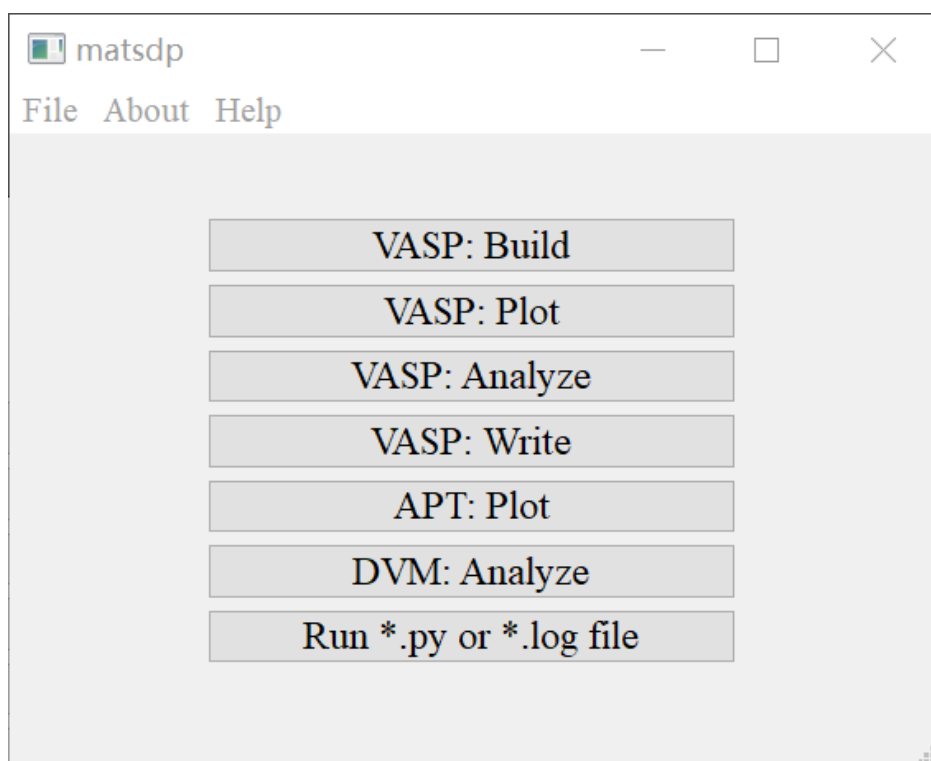 matsdp
File About Help
VASP: Build
VASP: Plot
VASP: Analyze
VASP: Write
APT: Plot
DVM: Analyze
Run *.py or *.log file